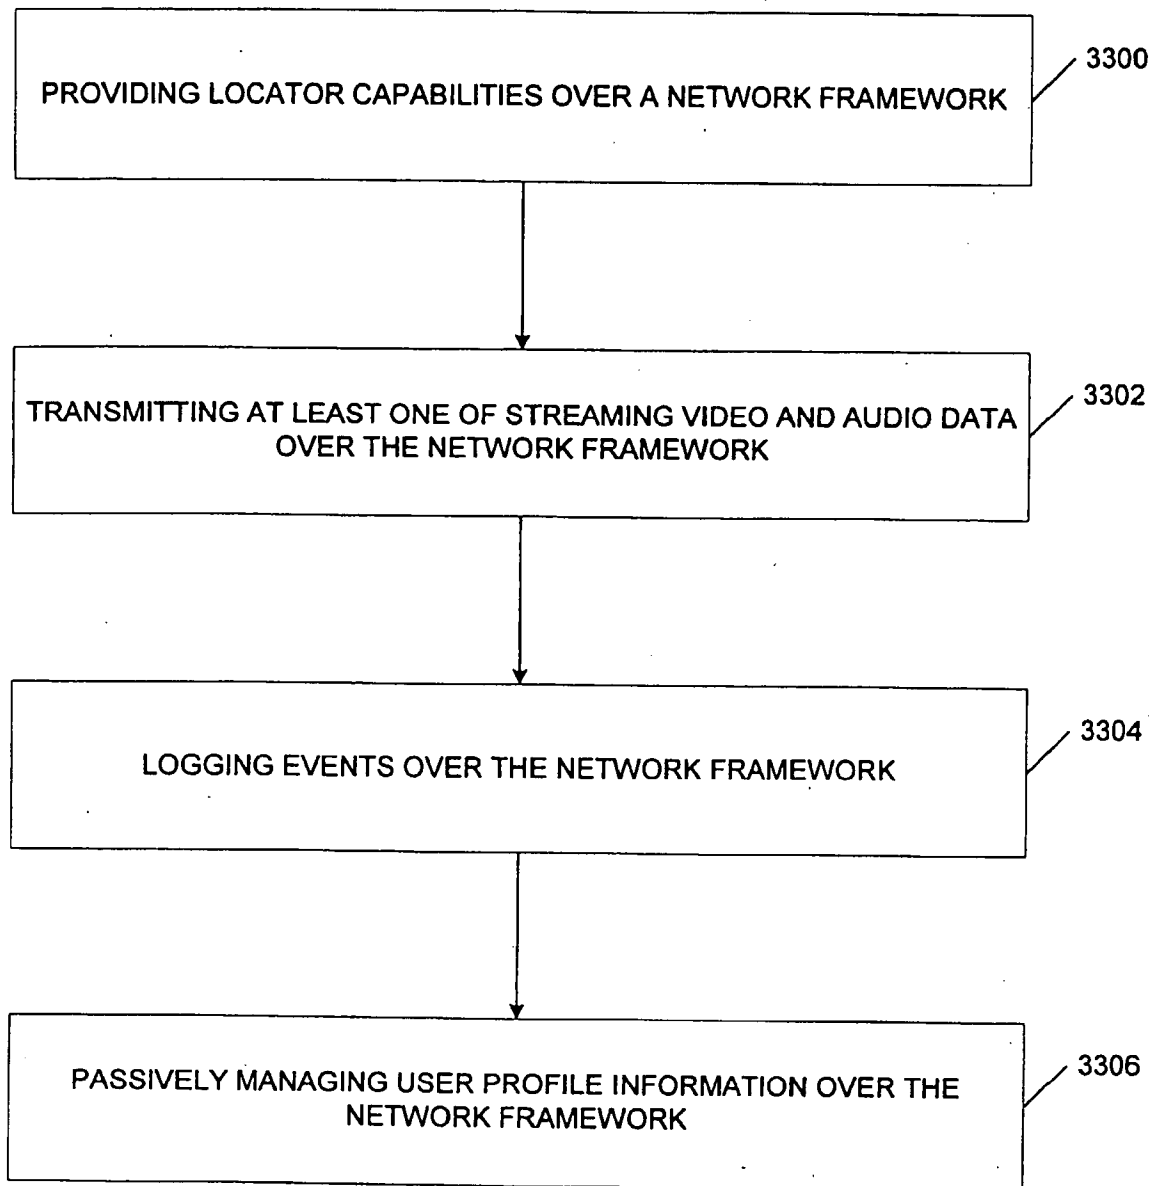 PROVIDING LOCATOR CAPABILITIES OVER A NETWORK FRAMEWORK
3300
TRANSMITTING AT LEAST ONE OF STREAMING VIDEO AND AUDIO DATA
OVER THE NETWORK FRAMEWORK
3302
LOGGING EVENTS OVER THE NETWORK FRAMEWORK
3304
PASSIVELY MANAGING USER PROFILE INFORMATION OVER THE
NETWORK FRAMEWORK
3306